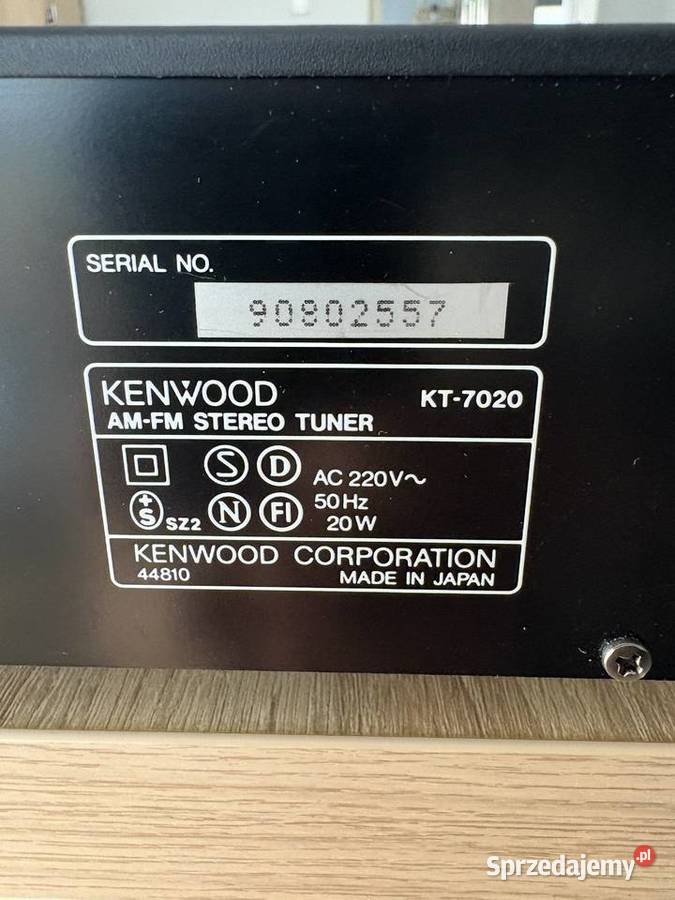 SERIAL NO.
90802557
KENWOOD KT-7020
AM-FM STEREO TUNER
S D AC 220V~
+S SZ2 N FI 50Hz
20W
KENWOOD CORPORATION
44810 MADE IN JAPAN
Sprzedajemy.pl